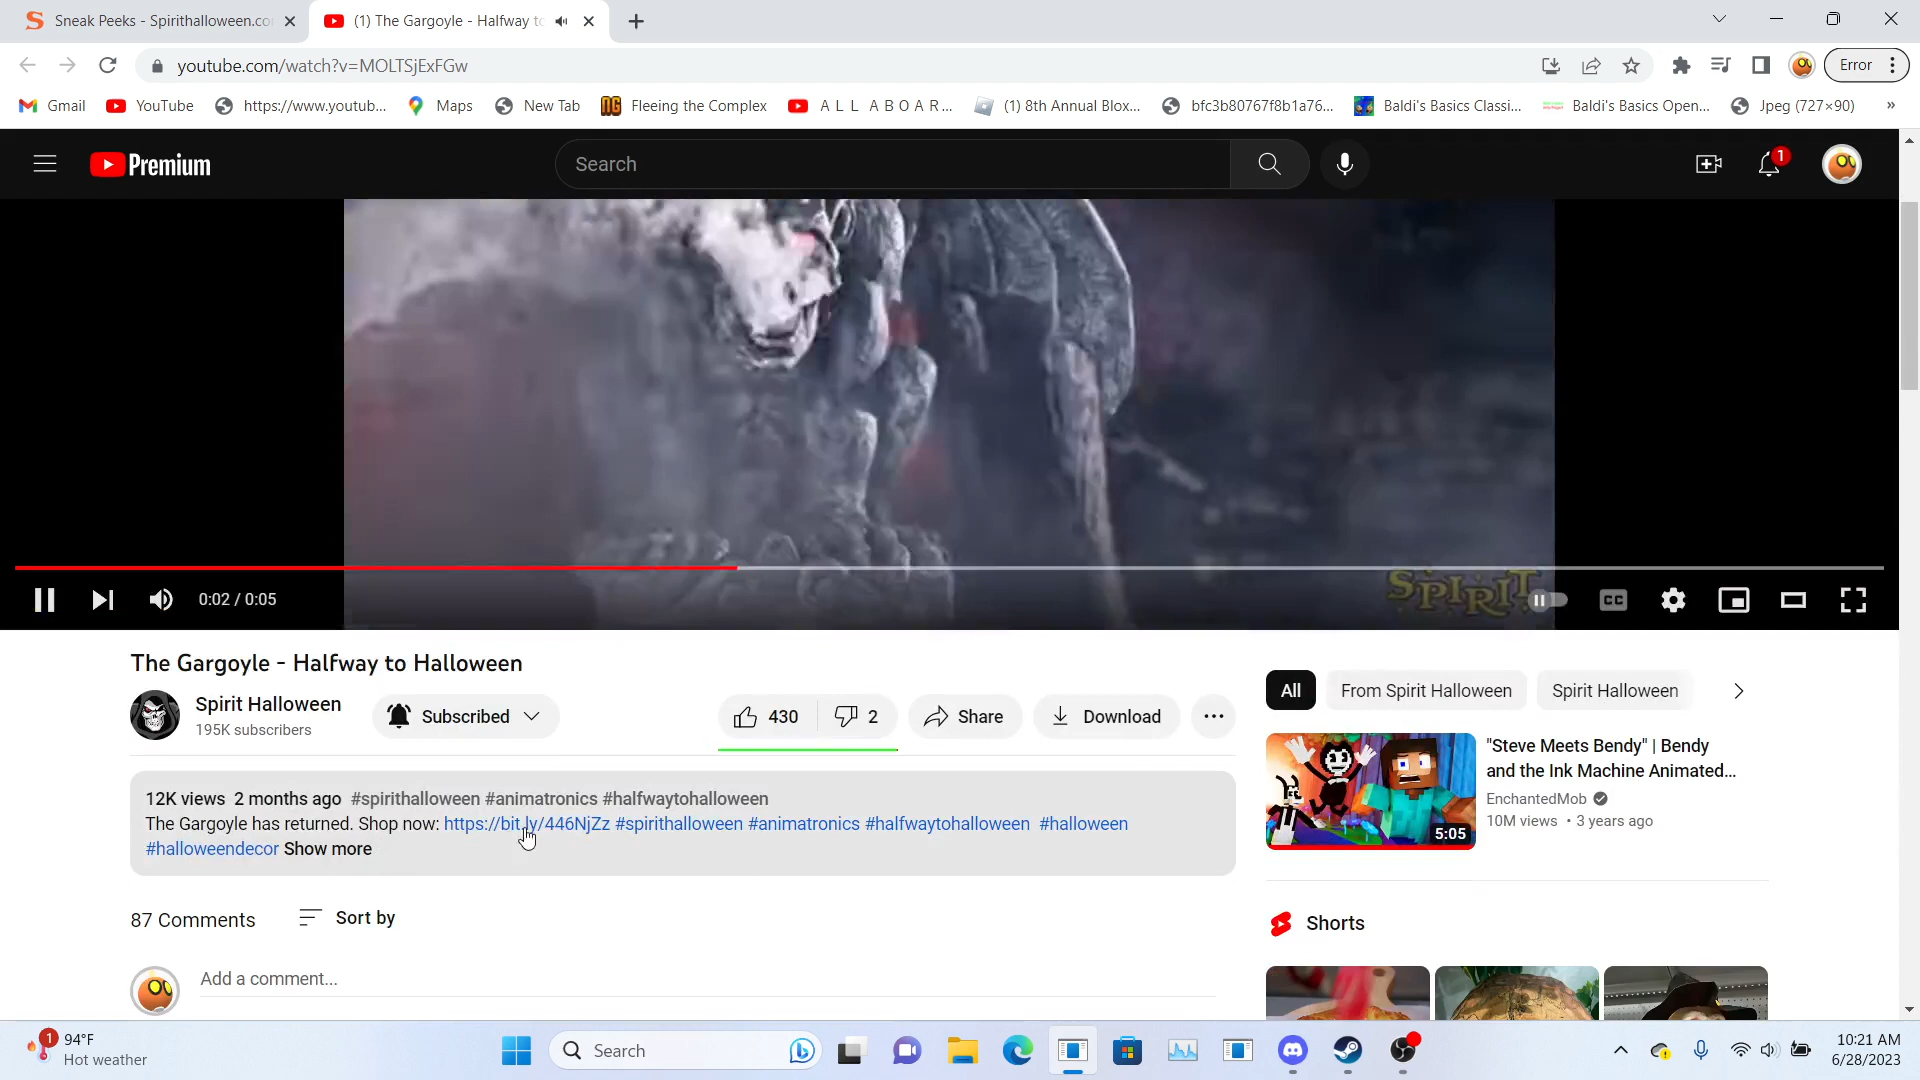 Sneak Peeks - Spirithalloween.co
(1) The Gargoyle - Halfway to
youtube.com/watch?v=MOLTSjExFGw
Error
Gmail
YouTube
https://www.youtub...
Maps
New Tab
Fleeing the Complex
A L L A B O A R...
(1) 8th Annual Blox...
bfc3b80767f8b1a76...
Baldi's Basics Classi...
Baldi's Basics Open...
Jpeg (727×90)
»
Premium
Search
1
SPIRIT
0:02 / 0:05
CC
The Gargoyle - Halfway to Halloween
Spirit Halloween
195K subscribers
Subscribed
430
2
Share
Download
12K views 2 months ago #spirithalloween #animatronics #halfwaytohalloween
The Gargoyle has returned. Shop now: https://bit.ly/446NjZz #spirithalloween #animatronics #halfwaytohalloween #halloween
#halloweendecor Show more
87 Comments
Sort by
Add a comment...
All
From Spirit Halloween
Spirit Halloween
"Steve Meets Bendy" | Bendy
and the Ink Machine Animated...
EnchantedMob
10M views • 3 years ago
5:05
Shorts
1
94°F
Hot weather
Search
10:21 AM
6/28/2023